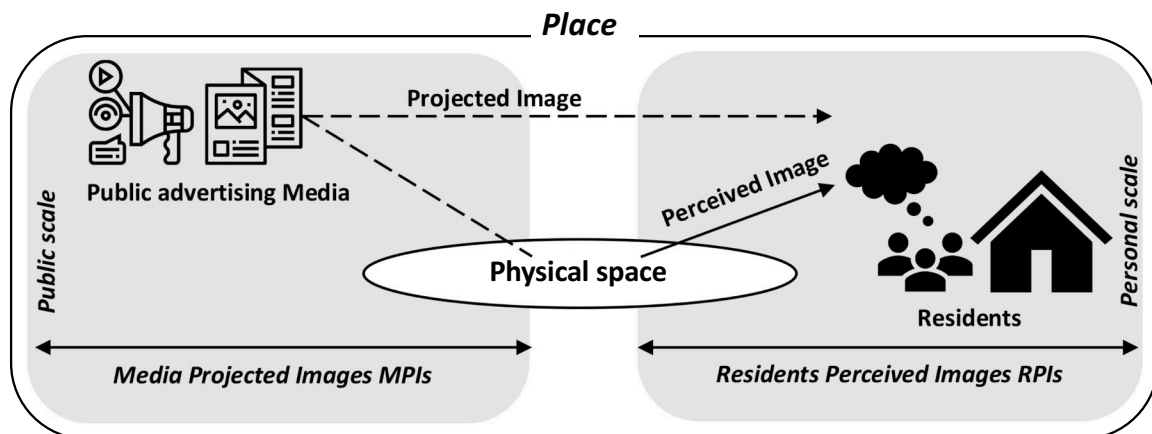 Place
Projected Image
Public advertising Media
Perceived Image
Public scale
Personal scale
Physical space
Residents
Media Projected Images MPIs
Residents Perceived Images RPIs